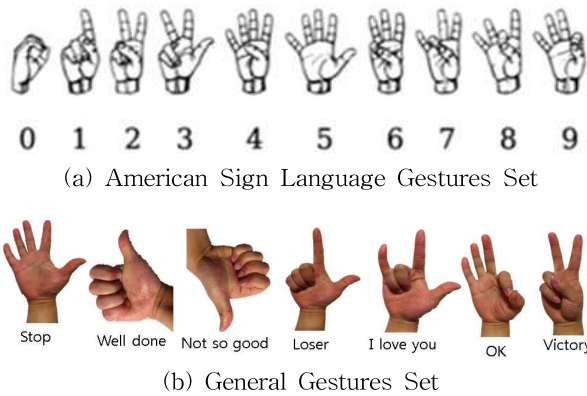 0 1 2 3 4 5 6 7 8 9
(a) American Sign Language Gestures Set
Stop Well done Not so good Loser I love you OK Victory
(b) General Gestures Set